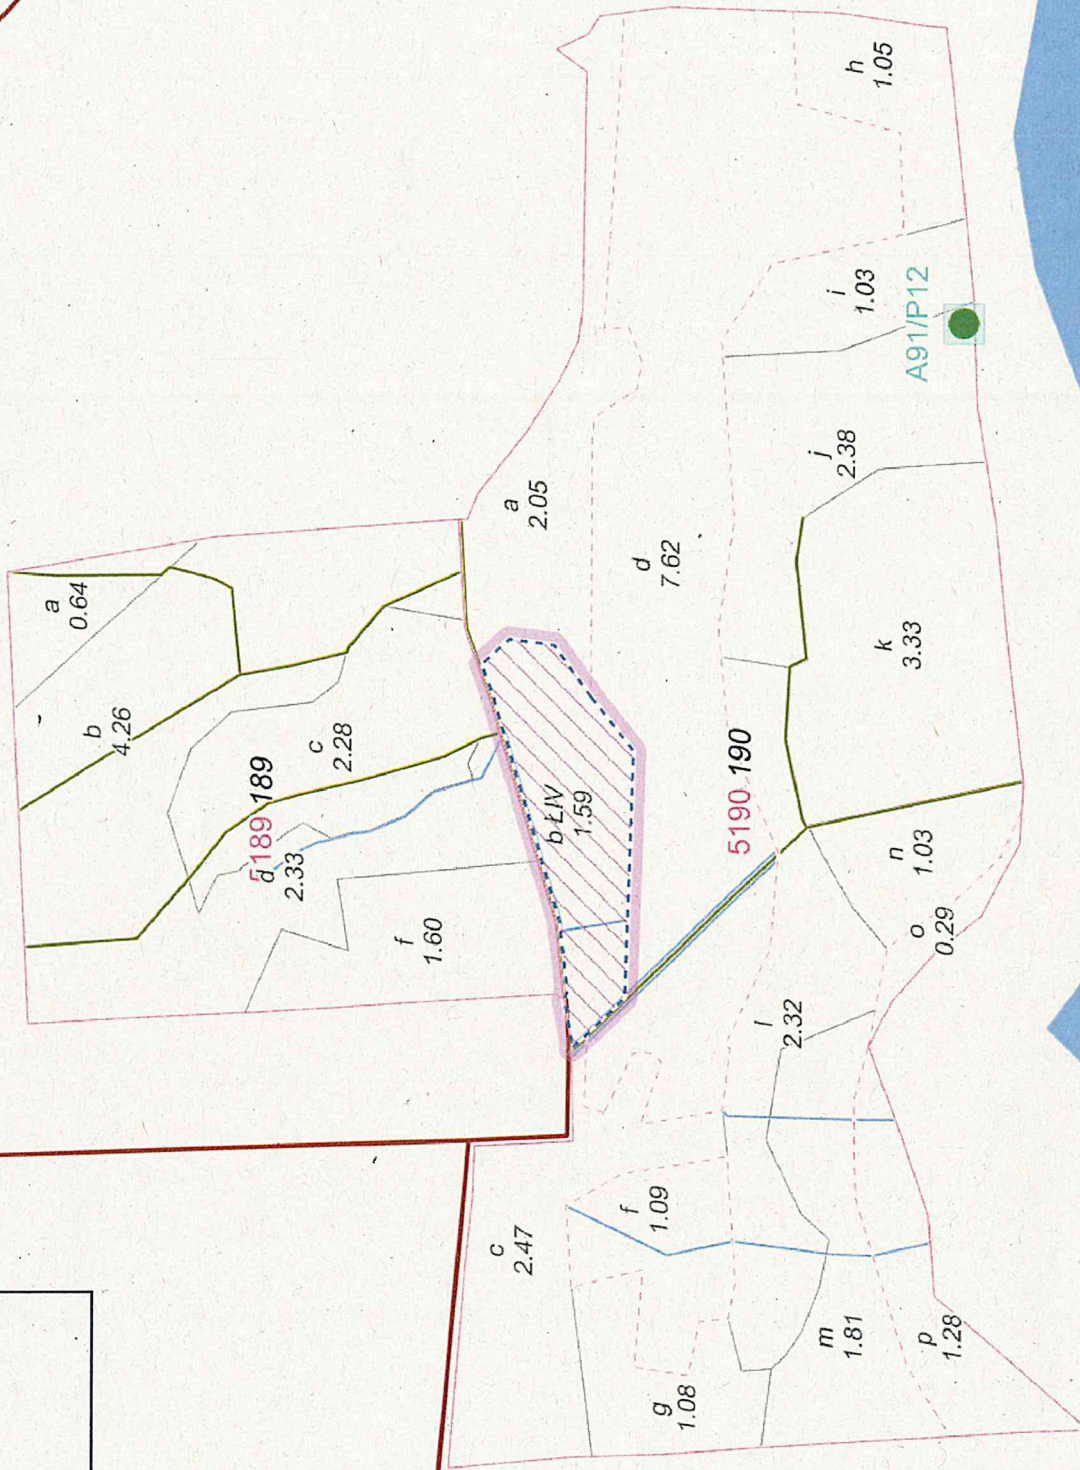 a
0.64
b
4.26
c
2.28
5189 189
d
2.33
f
1.60
a
2.05
b ŁIV
1.59
d
7.62
h
1.05
i
1.03
A91/P12
j
2.38
k
3.33
5190 190
n
1.03
o
0.29
l
2.32
c
2.47
f
1.09
g
1.08
m
1.81
p
1.28